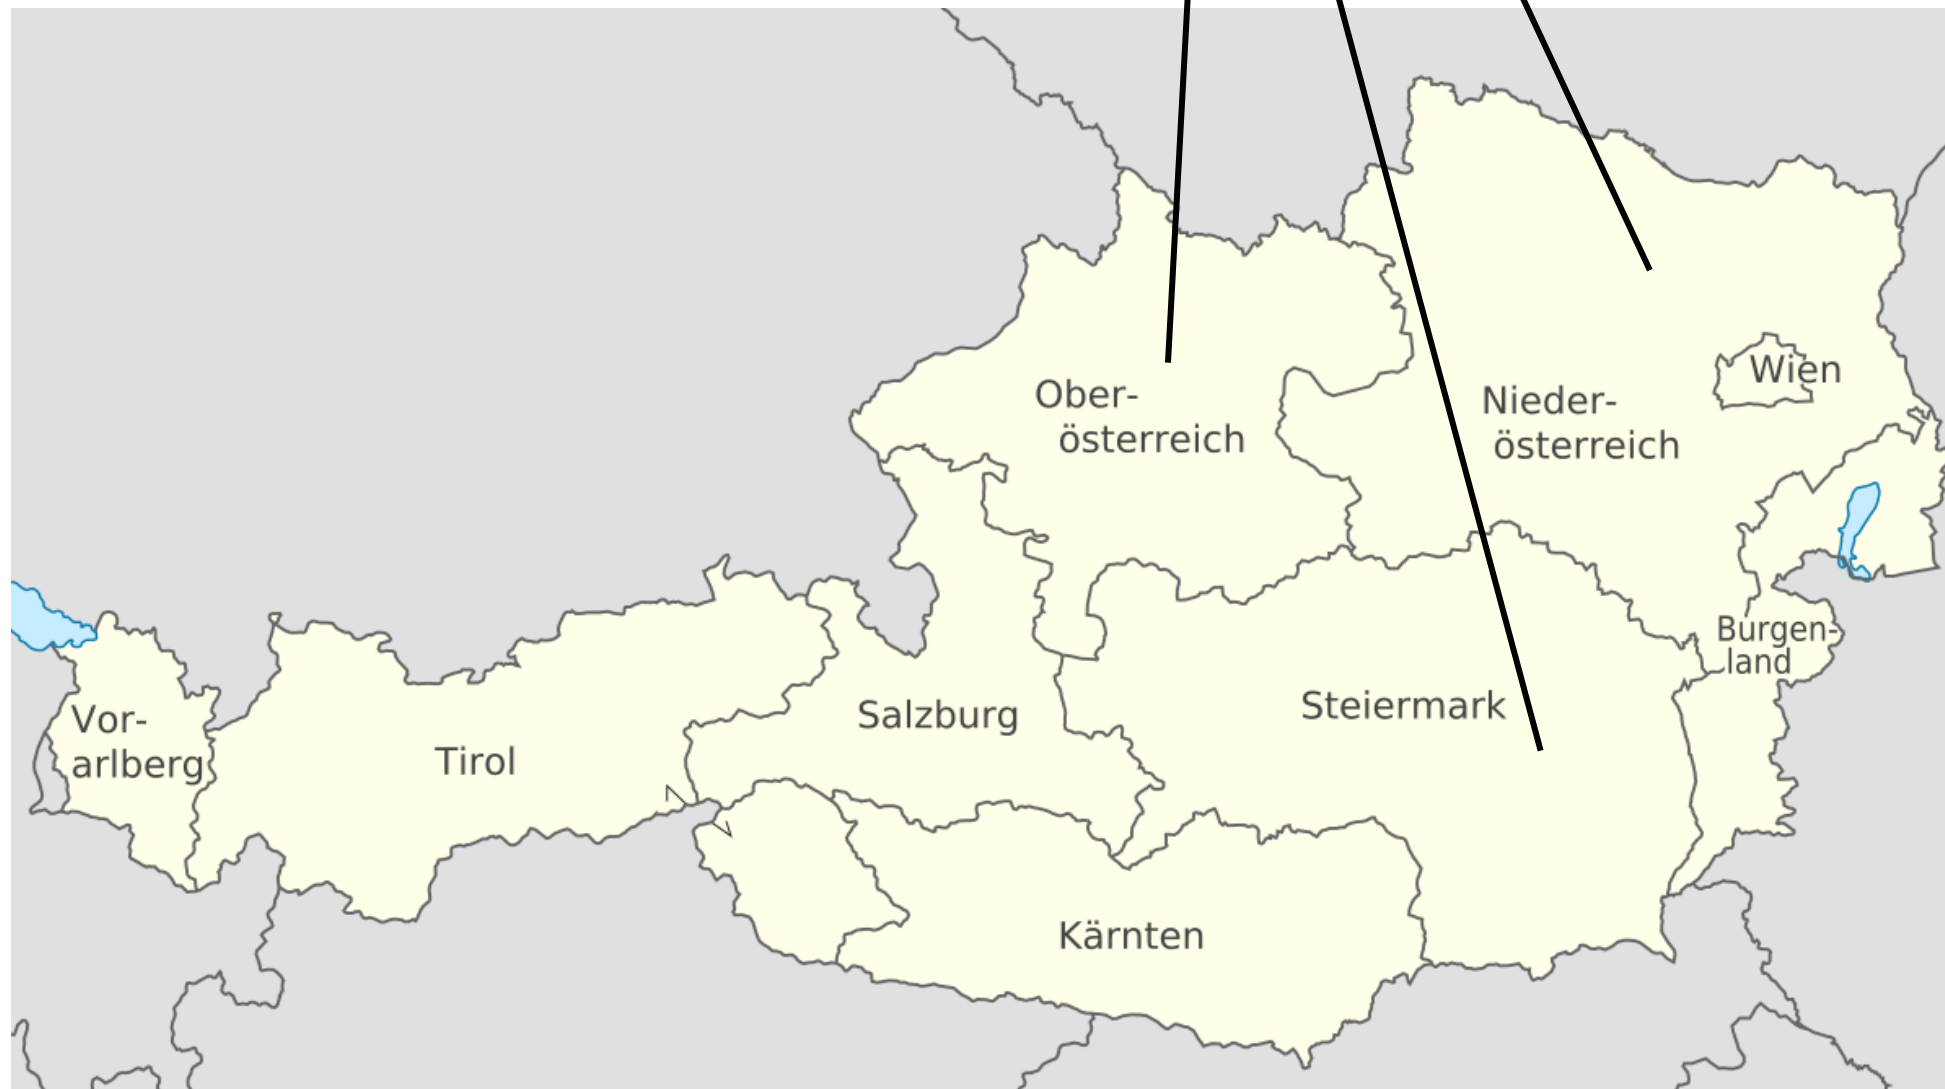 Ober-
österreich
Nieder-
österreich
Wien
Burgen-
land
Vor-
arlberg
Tirol
Salzburg
Steiermark
Kärnten